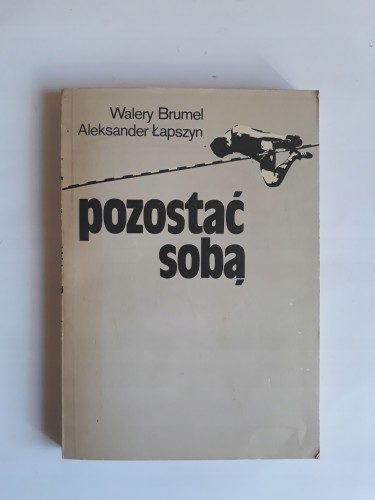 Walery Brumel
Aleksander Łapszyn
pozostać
sobą